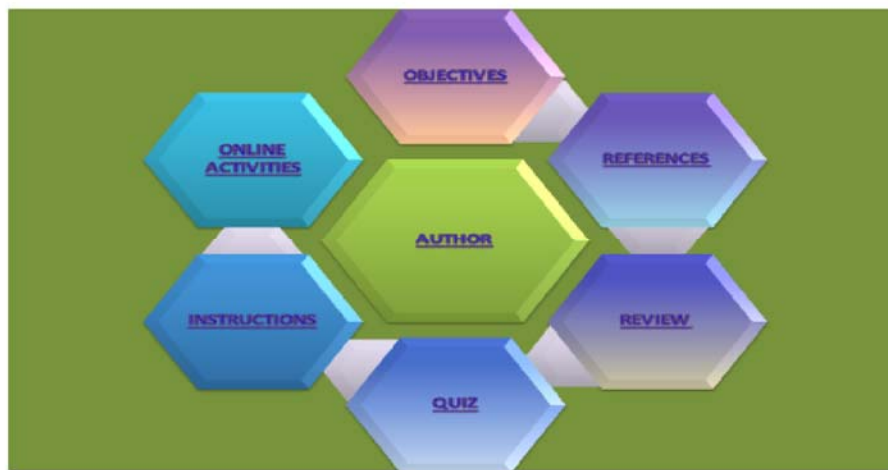 OBJECTIVES
ONLINE
ACTIVITIES
REFERENCES
AUTHOR
INSTRUCTIONS
REVIEW
QUIZ